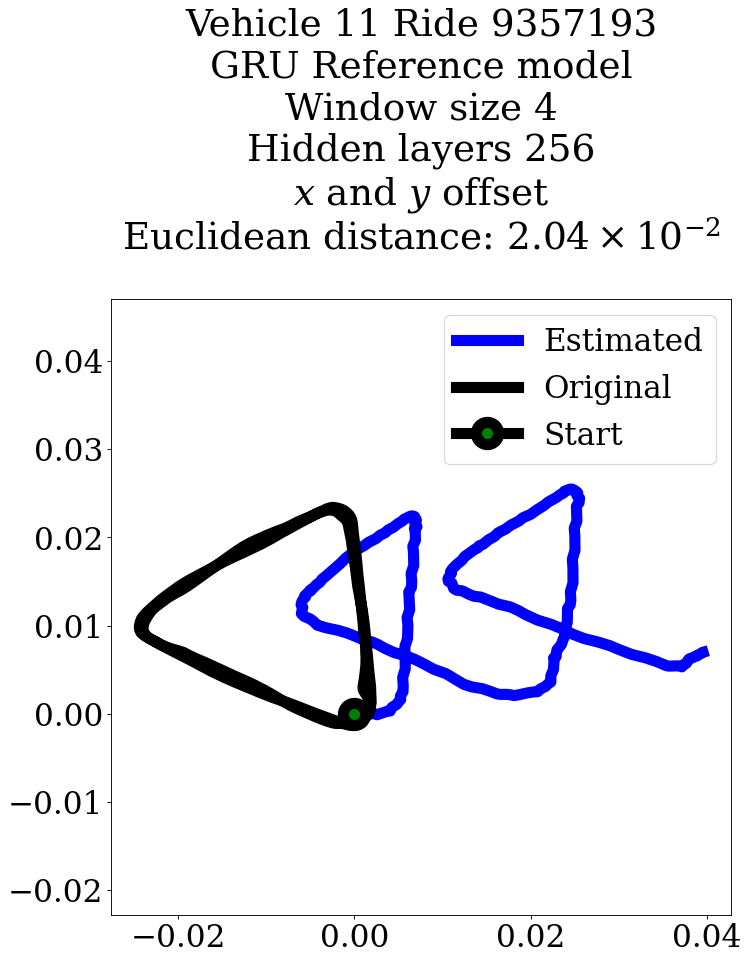 Vehicle 11 Ride 9357193
GRU Reference model
Window size 4
Hidden layers 256
x and y offset
Euclidean distance: 2.04 × 10⁻²
Estimated
Original
Start
0.04
0.03
0.02
0.01
0.00
−0.01
−0.02
−0.02 0.00 0.02 0.04